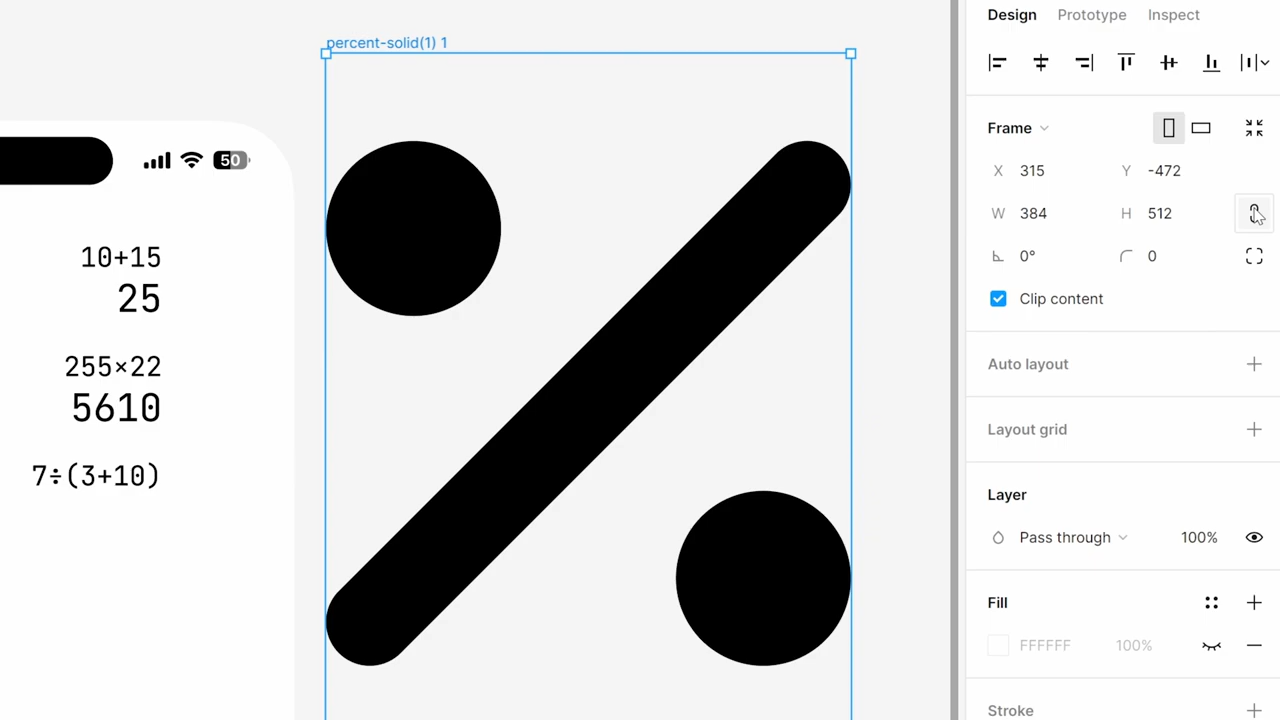 percent-solid(1) 1
50
10+15
25
255×22
5610
7÷(3+10)
Design Prototype Inspect
Frame
X 315 Y -472
W 384 H 512
0° 0
Clip content
Auto layout
Layout grid
Layer
Pass through 100%
Fill
FFFFFF 100%
Stroke